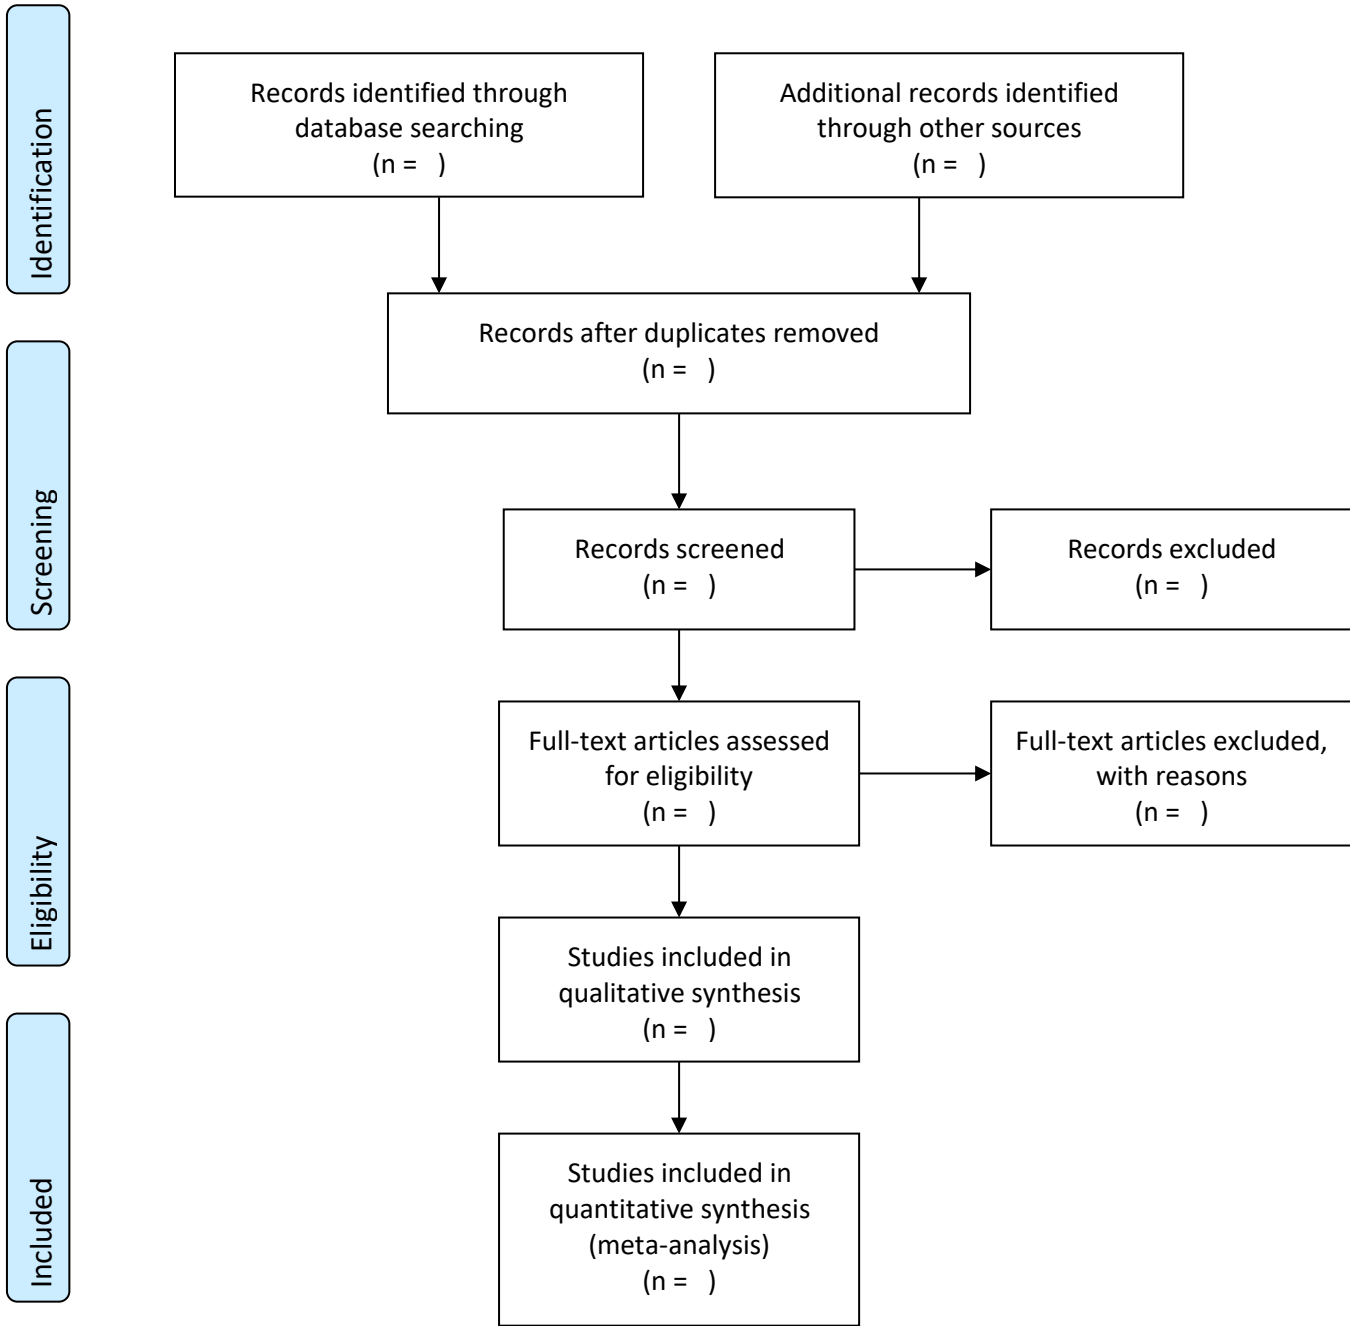 Identification
Records identified through
database searching
(n =   )
Additional records identified
through other sources
(n =   )
Records after duplicates removed
(n =   )
Screening
Records screened
(n =   )
Records excluded
(n =   )
Eligibility
Full-text articles assessed
for eligibility
(n =   )
Full-text articles excluded,
with reasons
(n =   )
Studies included in
qualitative synthesis
(n =   )
Included
Studies included in
quantitative synthesis
(meta-analysis)
(n =   )